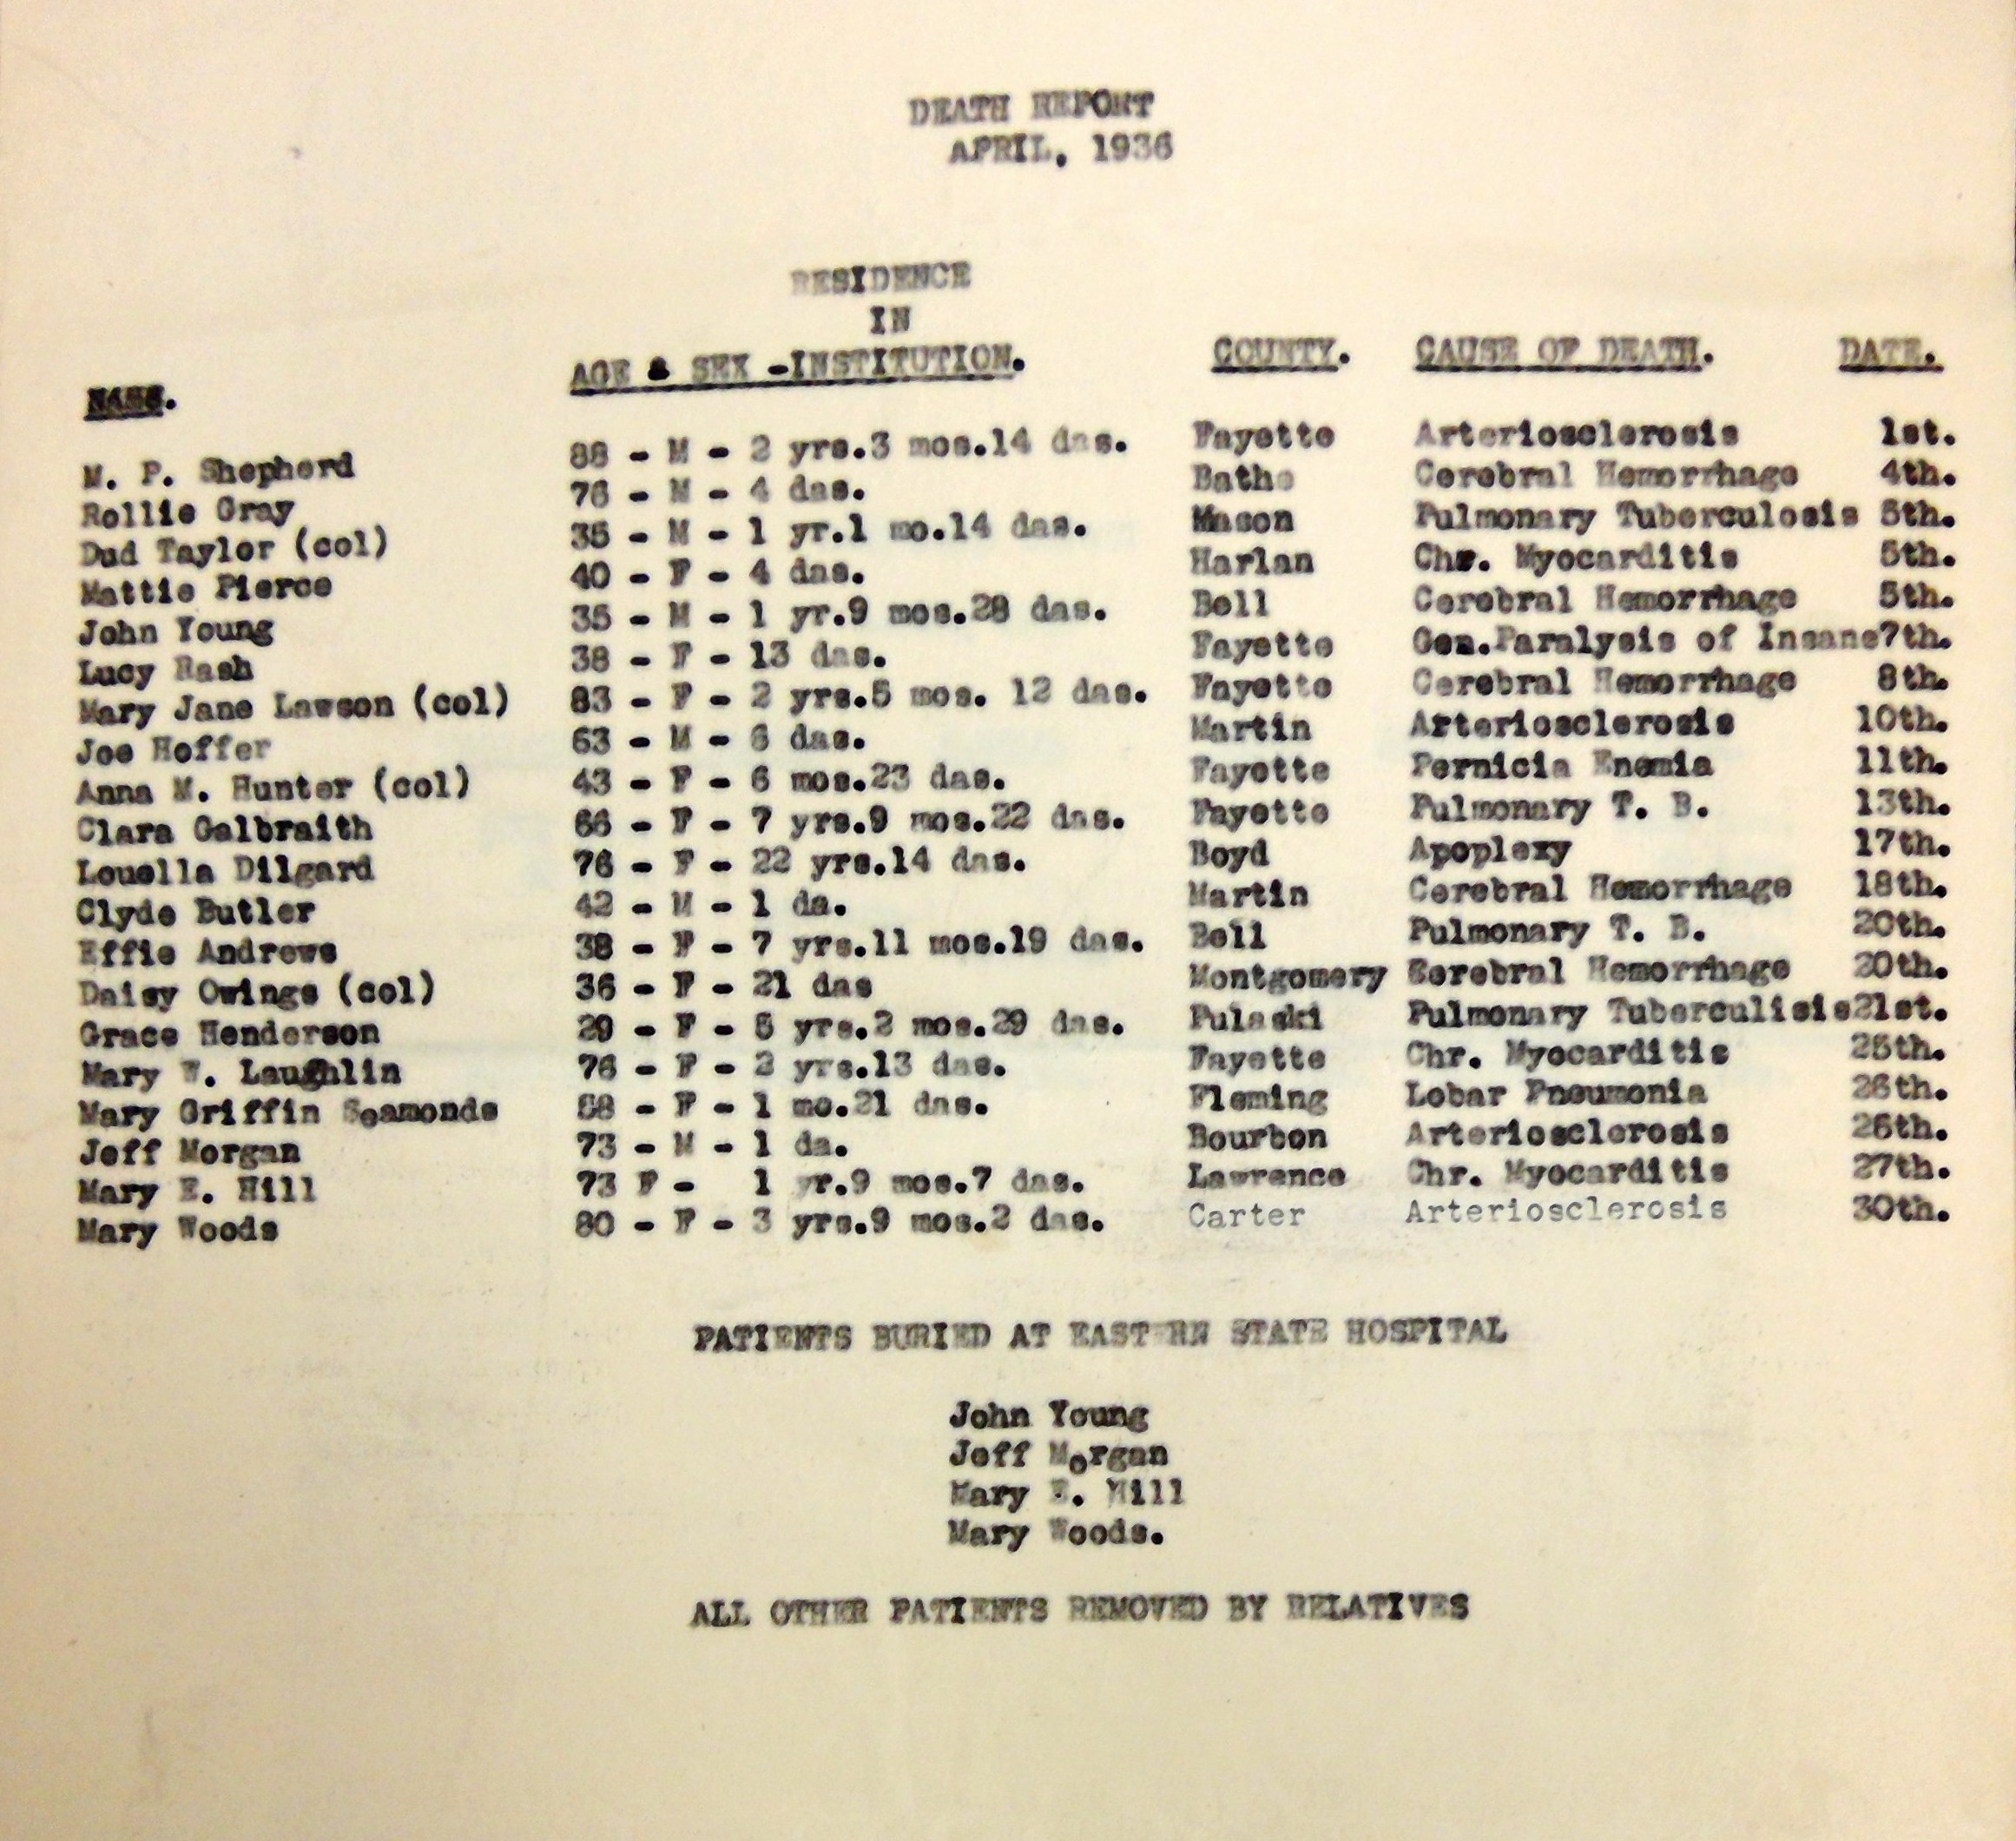 DEATH REPORT
APRIL, 1936
RESIDENCE
IN
NAME. AGE & SEX -INSTITUTION. COUNTY. CAUSE OF DEATH. DATE.
M. P. Shepherd 88 - M - 2 yrs.3 mos.14 das. Fayette Arteriosclerosis 1st.
Rollie Gray 76 - M - 4 das. Bathe Cerebral Hemorrhage 4th.
Dud Taylor (col) 35 - M - 1 yr.1 mo.14 das. Mason Pulmonary Tuberculosis 5th.
Mattie Pierce 40 - F - 4 das. Harlan Chr. Myocarditis 5th.
John Young 35 - M - 1 yr.9 mos.28 das. Bell Cerebral Hemorrhage 5th.
Lucy Rash 38 - F - 13 das. Fayette Gen.Paralysis of Insane7th.
Mary Jane Lawson (col) 83 - F - 2 yrs.5 mos. 12 das. Fayette Cerebral Hemorrhage 8th.
Joe Hoffer 63 - M - 6 das. Martin Arteriosclerosis 10th.
Anna M. Hunter (col) 43 - F - 6 mos.23 das. Fayette Pernicia Enemia 11th.
Clara Galbraith 66 - F - 7 yrs.9 mos.22 das. Fayette Pulmonary T. B. 13th.
Louella Dilgard 76 - F - 22 yrs.14 das. Boyd Apoplexy 17th.
Clyde Butler 42 - M - 1 da. Martin Cerebral Hemorrhage 18th.
Effie Andrews 38 - F - 7 yrs.11 mos.19 das. Bell Pulmonary T. B. 20th.
Daisy Owings (col) 36 - F - 21 das Montgomery Cerebral Hemorrhage 20th.
Grace Henderson 29 - F - 5 yrs.2 mos.29 das. Pulaski Pulmonary Tuberculisis21st.
Mary W. Laughlin 76 - F - 2 yrs.13 das. Fayette Chr. Myocarditis 25th.
Mary Griffin Seamonds 58 - F - 1 mo.21 das. Fleming Lobar Pneumonia 26th.
Jeff Morgan 73 - M - 1 da. Bourbon Arteriosclerosis 26th.
Mary E. Hill 73 F - 1 yr.9 mos.7 das. Lawrence Chr. Myocarditis 27th.
Mary Woods 80 - F - 3 yrs.9 mos.2 das. Carter Arteriosclerosis 30th.
PATIENTS BURIED AT EASTERN STATE HOSPITAL
John Young
Jeff Morgan
Mary E. Hill
Mary Woods.
ALL OTHER PATIENTS REMOVED BY RELATIVES